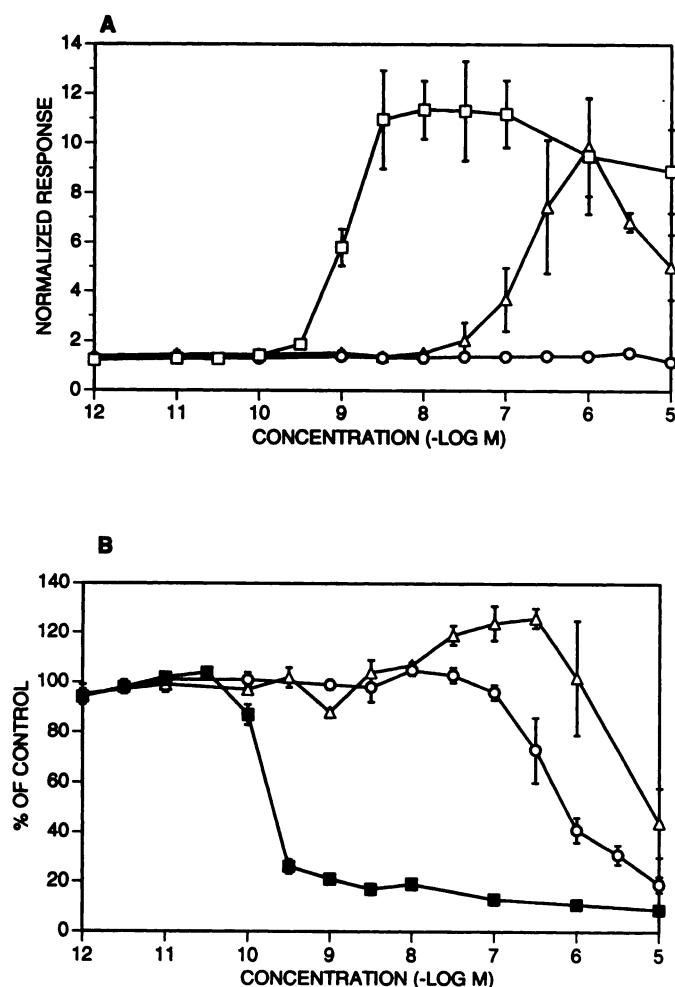 A
14
12
10
8
6
4
2
0
NORMALIZED RESPONSE
12 11 10 9 8 7 6 5
CONCENTRATION (-LOG M)
B
140
120
100
80
60
40
20
0
% OF CONTROL
12 11 10 9 8 7 6 5
CONCENTRATION (-LOG M)